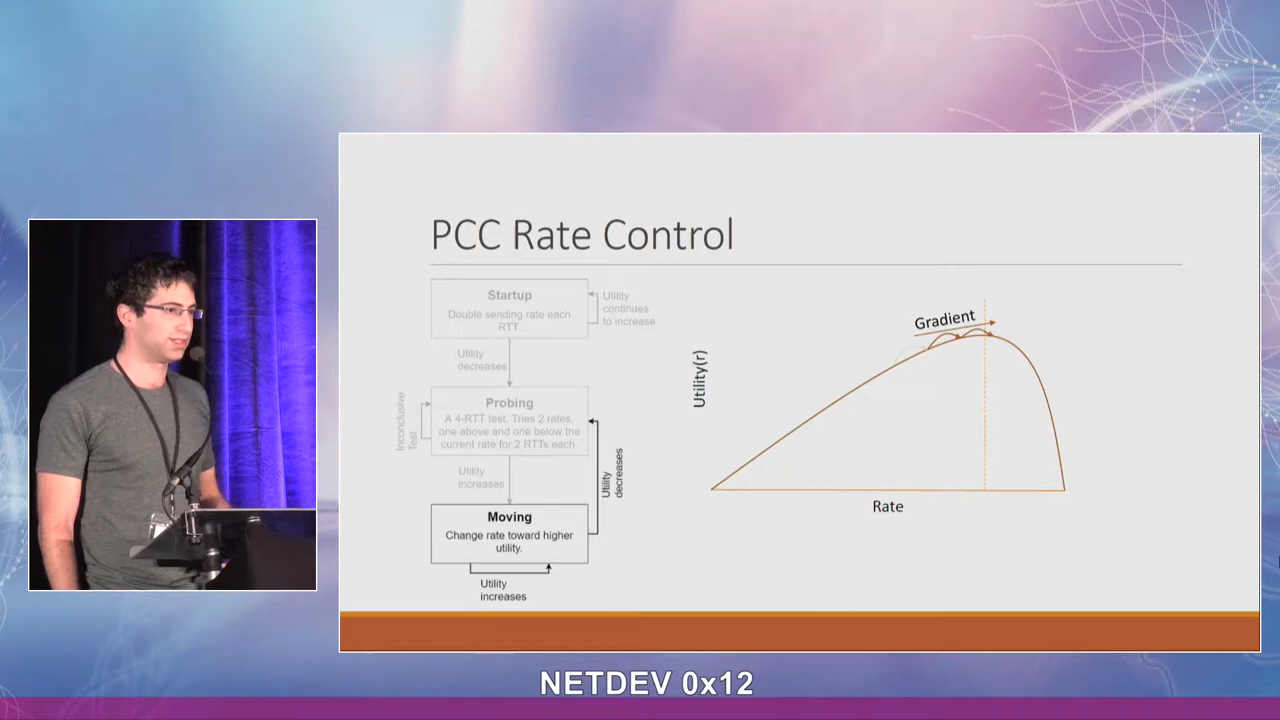 PCC Rate Control
Startup
Double sending rate each
RTT.
Utility
continues
to increase
Utility
decreases
Probing
A 4-RTT test. Tries 2 rates,
one above and one below the
current rate for 2 RTTs each.
Inconclusive
Test
Utility
increases
Utility
decreases
Moving
Change rate toward higher
utility.
Utility
increases
Gradient
Utility(r)
Rate
NETDEV 0x12